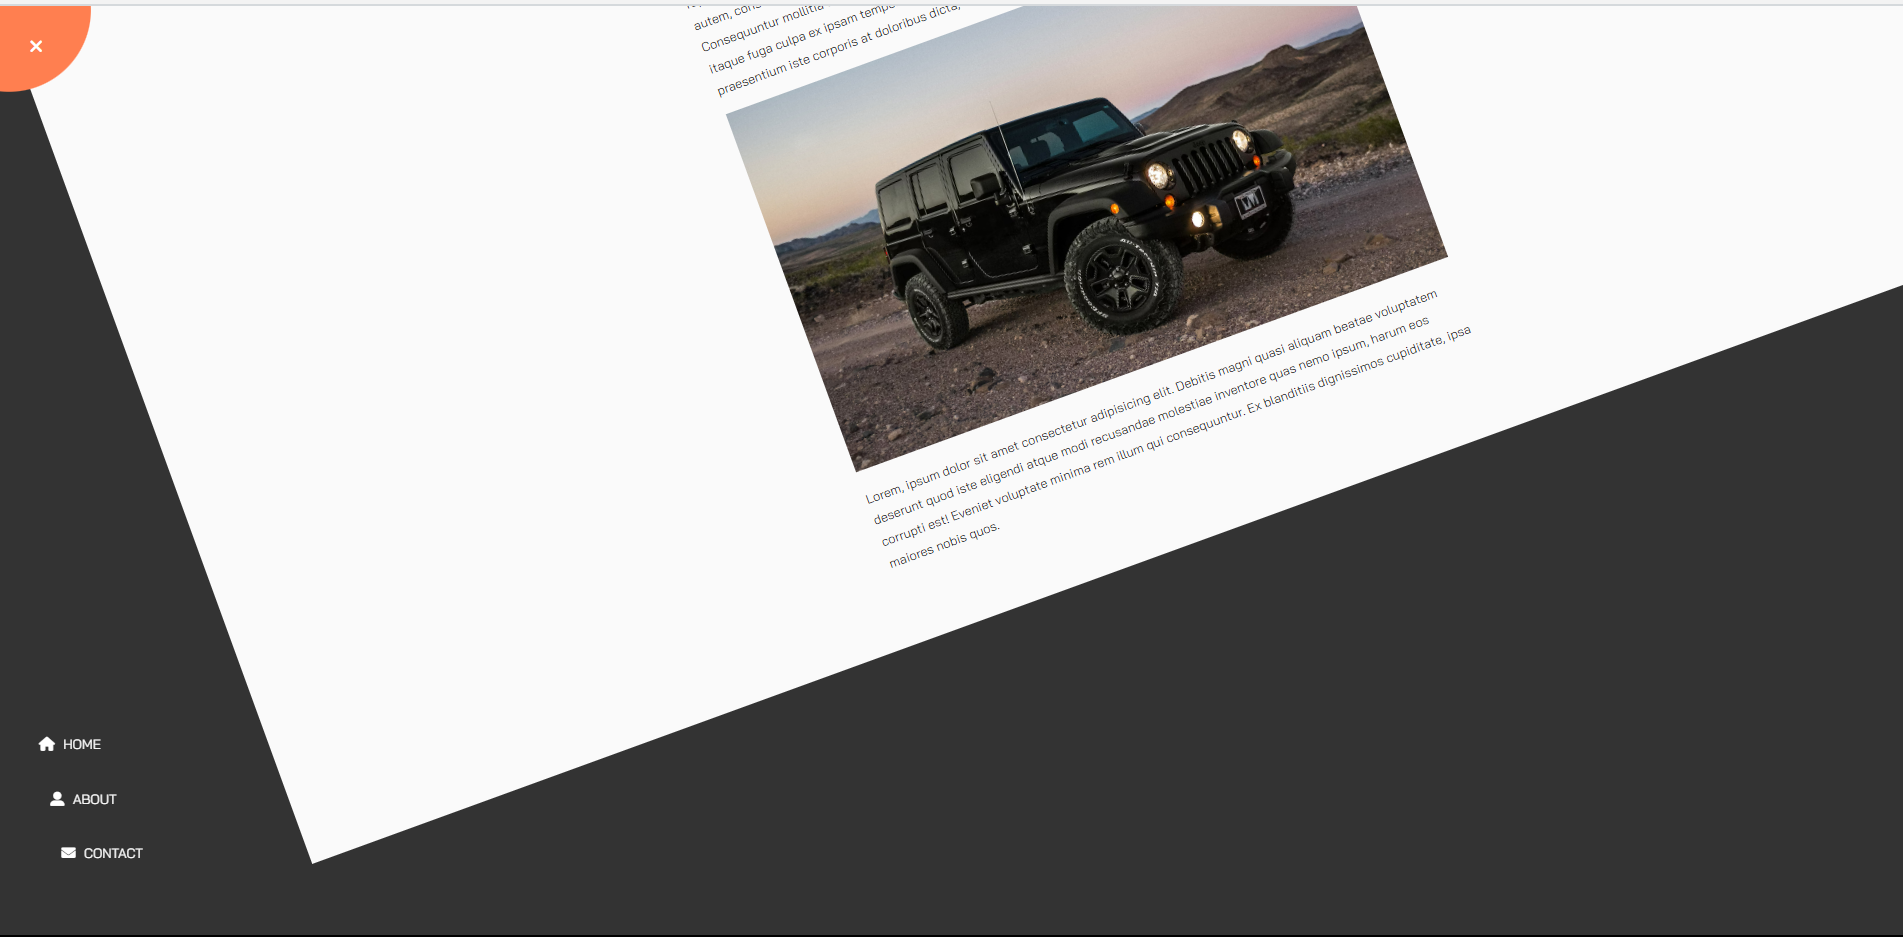 autem, cons
Consequuntur mollitia
itaque fuga culpa ex ipsam tempo
praesentium iste corporis at doloribus dicta,
Lorem, ipsum dolor sit amet consectetur adipisicing elit. Debitis magni quasi aliquam beatae voluptatem
deserunt quod iste eligendi atque modi recusandae molestiae inventore quas nemo ipsum, harum eos
corrupti est! Eveniet voluptate minima rem illum qui consequuntur. Ex blanditiis dignissimos cupiditate, ipsa
maiores nobis quos.
HOME
ABOUT
CONTACT